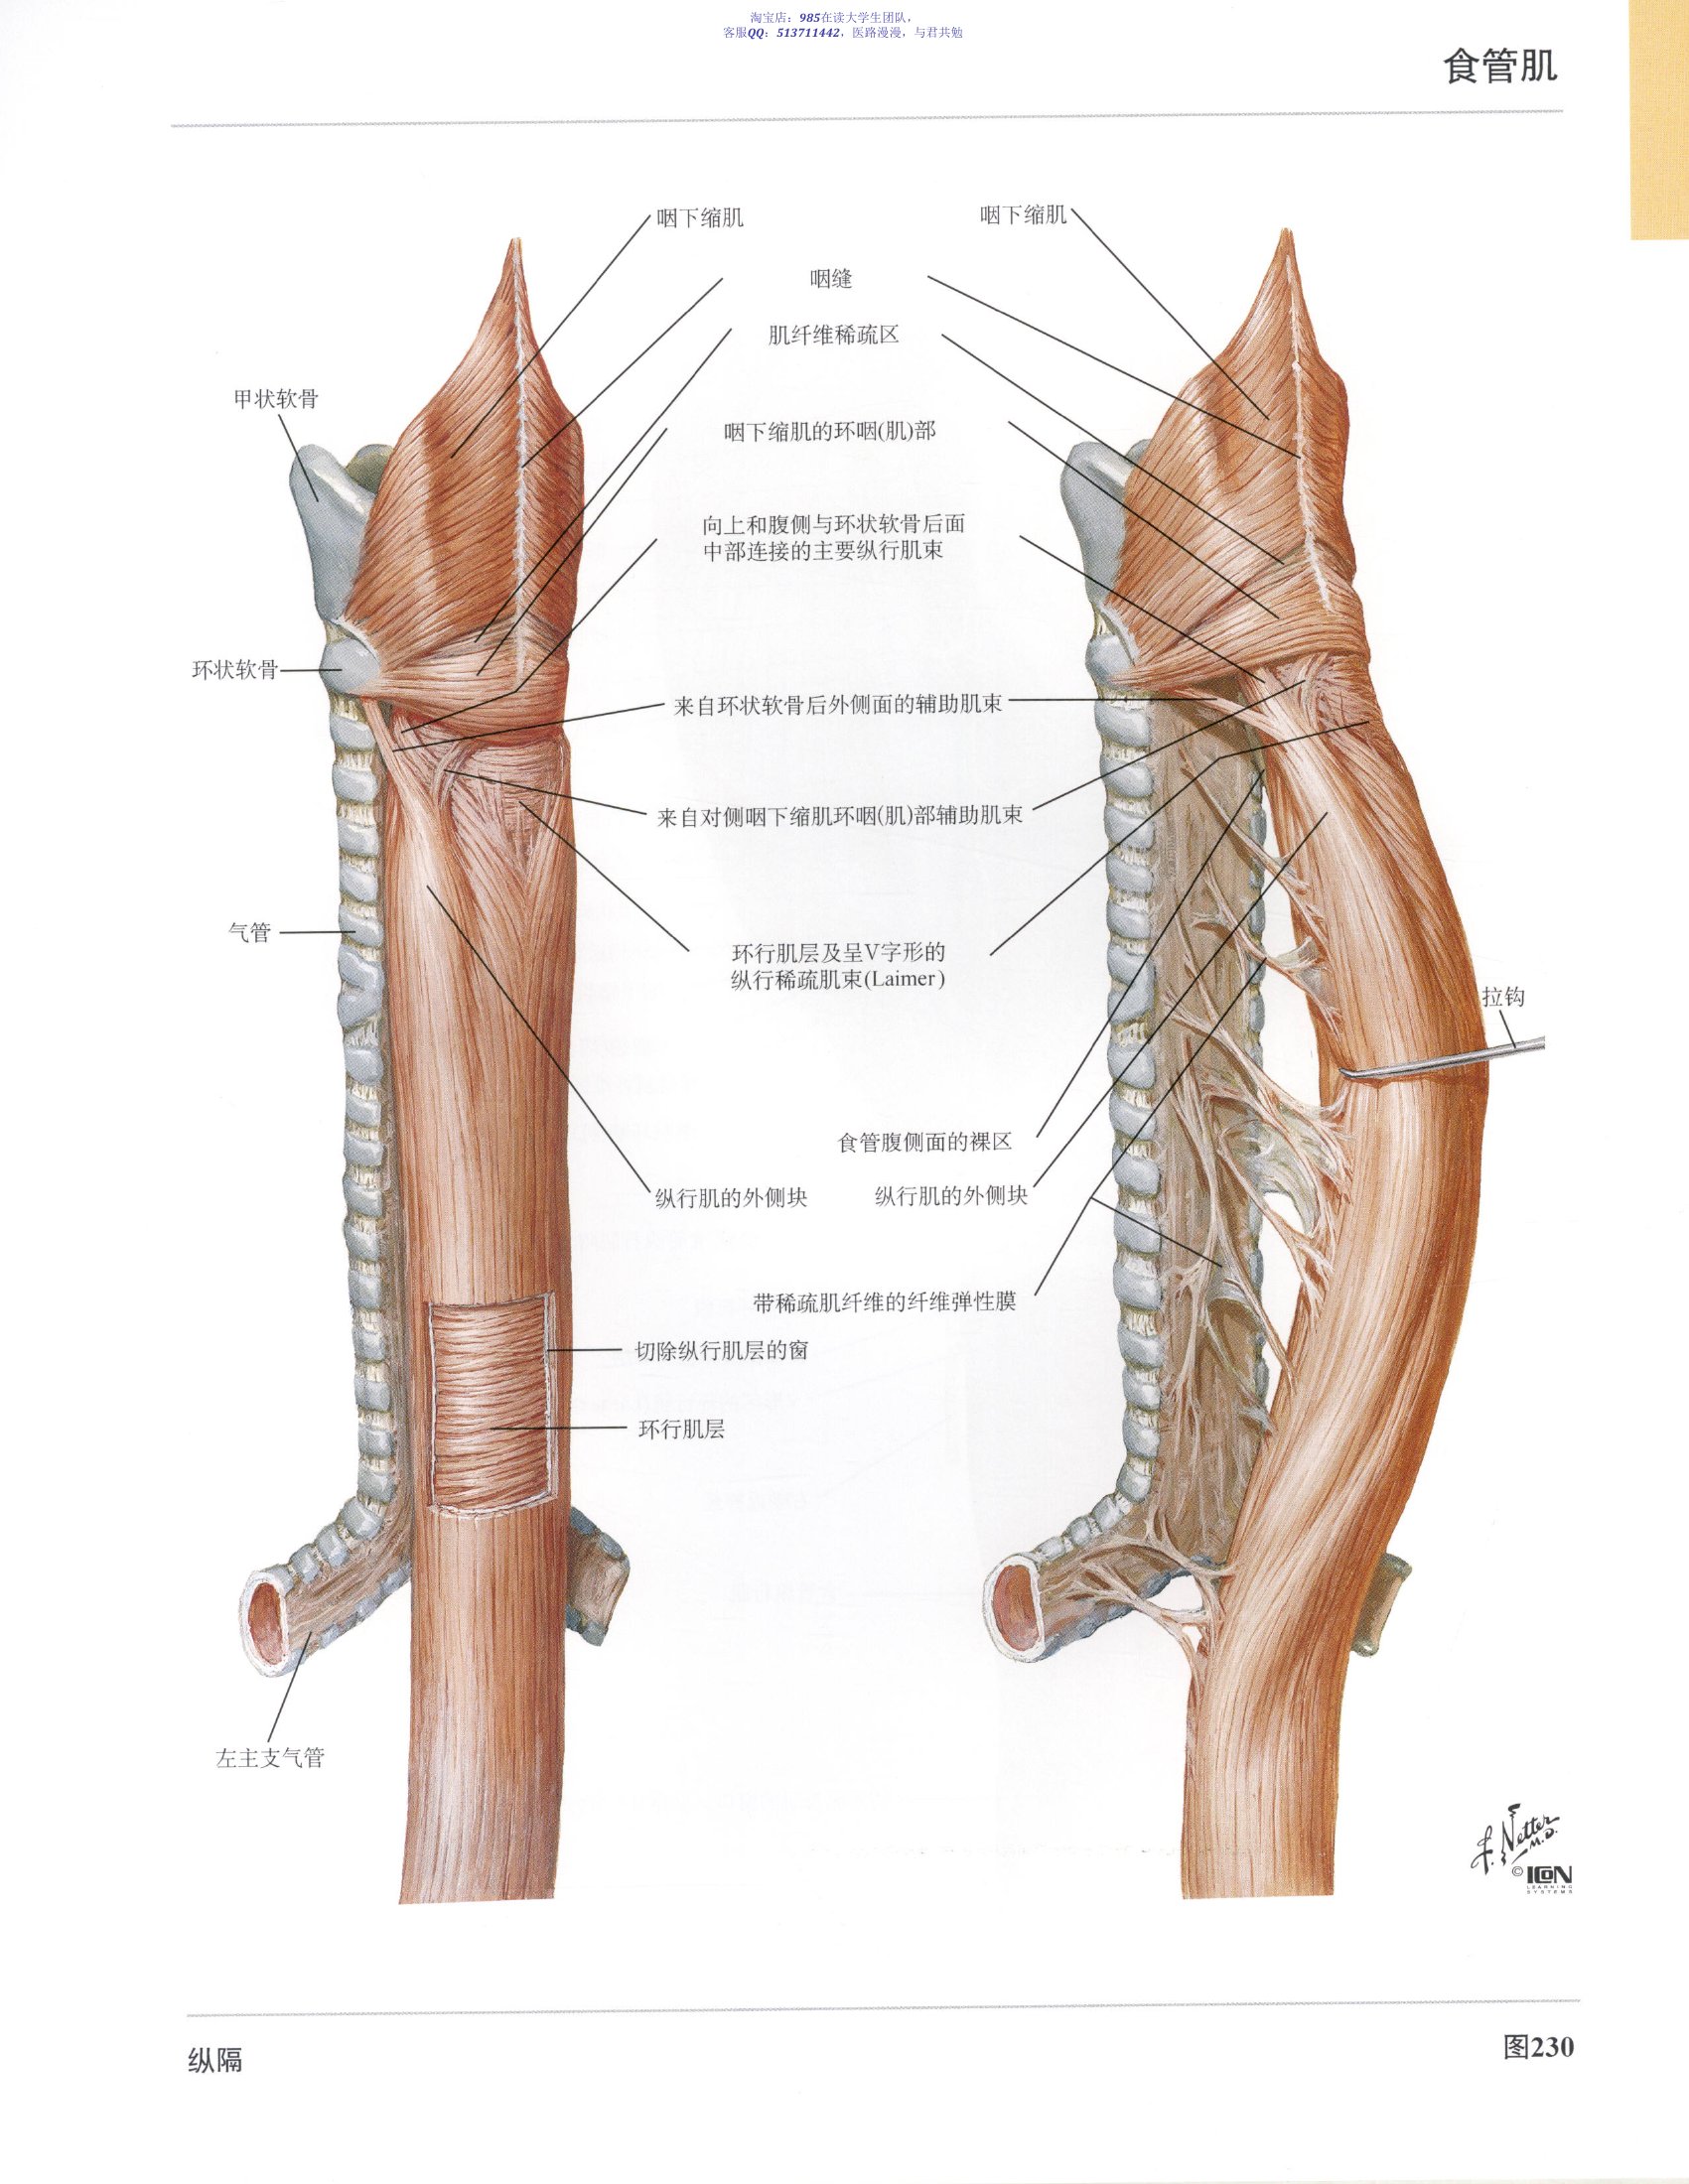 淘宝店：985在读大学生团队，
客服QQ：513711442，医路漫漫，与君共勉
食管肌
咽下缩肌
咽下缩肌
咽缝
肌纤维稀疏区
甲状软骨
咽下缩肌的环咽(肌)部
向上和腹侧与环状软骨后面
中部连接的主要纵行肌束
环状软骨
来自环状软骨后外侧面的辅助肌束
来自对侧咽下缩肌环咽(肌)部辅助肌束
气管
环行肌层及呈V字形的
纵行稀疏肌束(Laimer)
拉钩
食管腹侧面的裸区
纵行肌的外侧块
纵行肌的外侧块
带稀疏肌纤维的纤维弹性膜
切除纵行肌层的窗
环行肌层
左主支气管
F. Netter
M.D.
© ICON
LEARNING
SYSTEMS
纵隔
图230